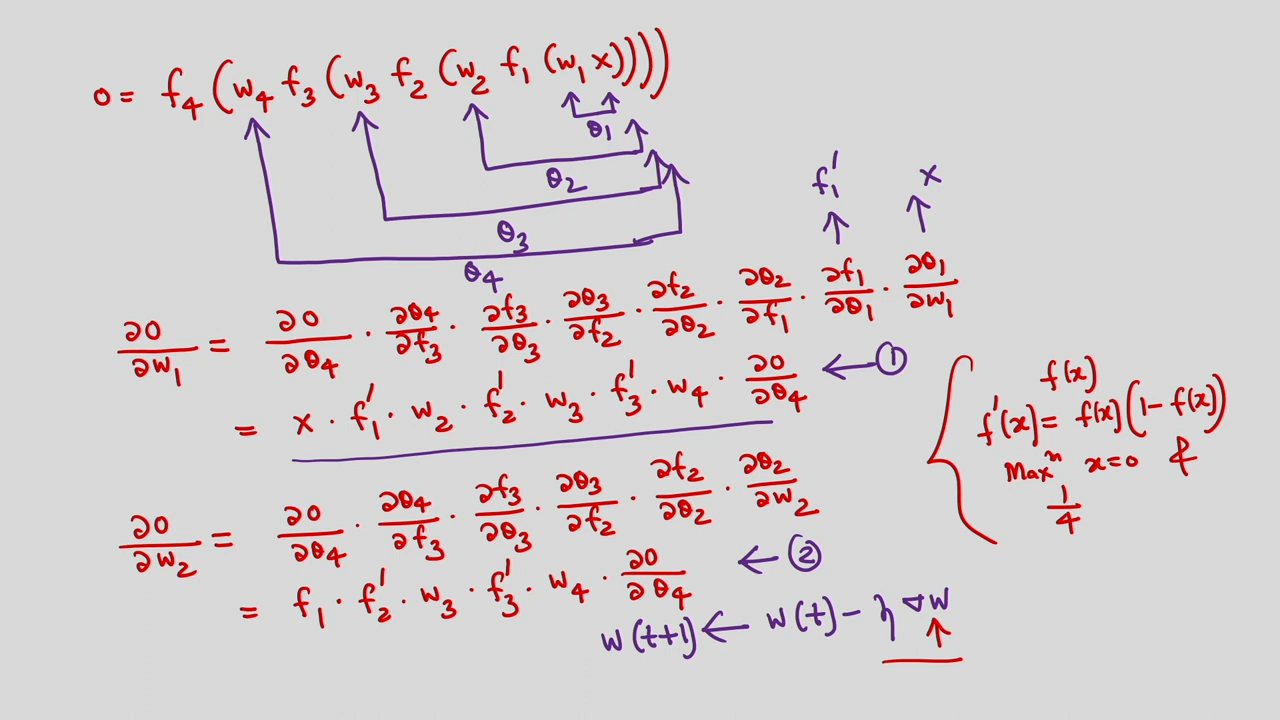 o = f₄ (w₄ f₃ (w₃ f₂ (w₂ f₁ (w₁ x))))
θ₁
θ₂
θ₃
θ₄
f₁′ x
∂o/∂w₁ = ∂o/∂θ₄ · ∂θ₄/∂f₃ · ∂f₃/∂θ₃ · ∂θ₃/∂f₂ · ∂f₂/∂θ₂ · ∂θ₂/∂f₁ · ∂f₁/∂θ₁ · ∂θ₁/∂w₁
= x · f₁′ · w₂ · f₂′ · w₃ · f₃′ · w₄ · ∂o/∂θ₄ ← ①
f(x)
f′(x) = f(x)(1 - f(x))
Maxᵐ x=0 &
1/4
∂o/∂w₂ = ∂o/∂θ₄ · ∂θ₄/∂f₃ · ∂f₃/∂θ₃ · ∂θ₃/∂f₂ · ∂f₂/∂θ₂ · ∂θ₂/∂w₂
= f₁ · f₂′ · w₃ · f₃′ · w₄ · ∂o/∂θ₄ ← ②
w(t+1) ← w(t) - η ∇w